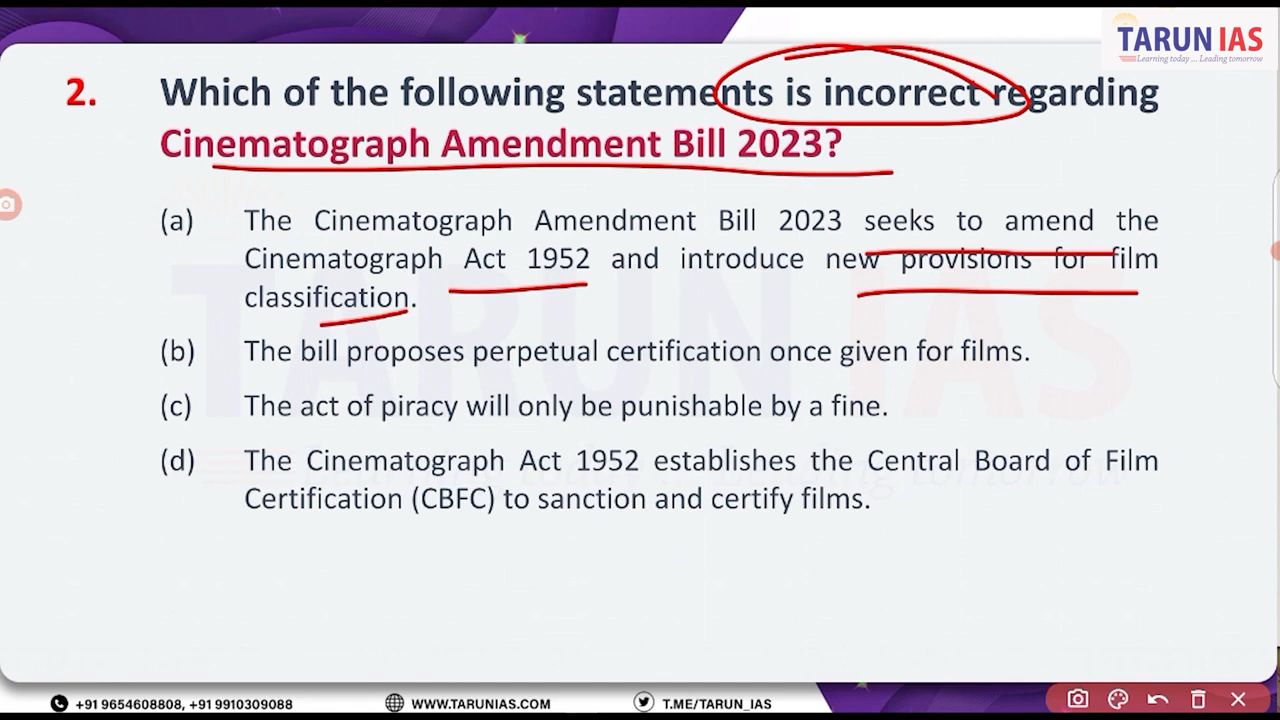 TARUN IAS
Learning today ... Leading tomorrow
2. Which of the following statements is incorrect regarding
Cinematograph Amendment Bill 2023?
(a) The Cinematograph Amendment Bill 2023 seeks to amend the
Cinematograph Act 1952 and introduce new provisions for film
classification.
(b) The bill proposes perpetual certification once given for films.
(c) The act of piracy will only be punishable by a fine.
(d) The Cinematograph Act 1952 establishes the Central Board of Film
Certification (CBFC) to sanction and certify films.
+91 9654608808, +91 9910309088 WWW.TARUNIAS.COM T.ME/TARUN_IAS